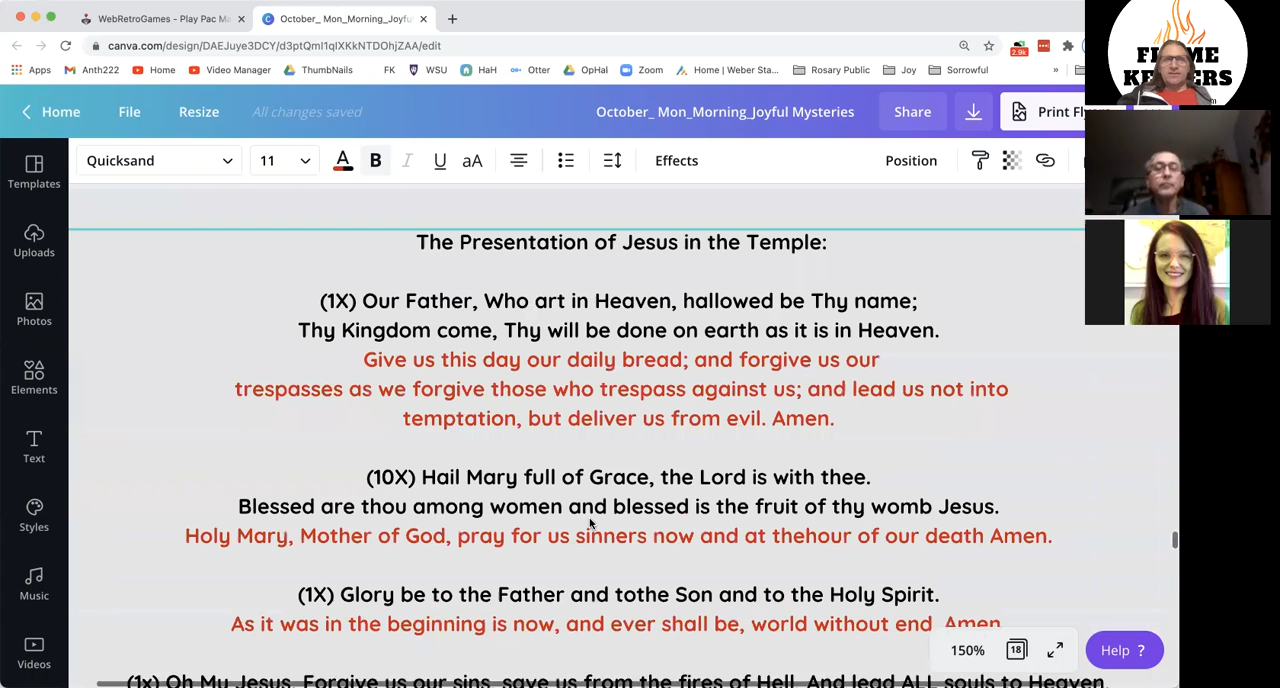 WebRetroGames - Play Pac Ma
October_ Mon_Morning_Joyful
canva.com/design/DAEJuye3DCY/d3ptQmI1qIXKkNTDOhjZAA/edit
2.9k
Apps
Anth222
Home
Video Manager
ThumbNails
FK
WSU
HaH
Otter
OpHal
Zoom
Home | Weber Sta...
Rosary Public
Joy
Sorrowful
»
Home
File
Resize
All changes saved
October_ Mon_Morning_Joyful Mysteries
Share
Print Fl
Quicksand
11
A
B
I
U
aA
Effects
Position
Templates
Uploads
Photos
Elements
Text
Styles
Music
Videos
The Presentation of Jesus in the Temple:
(1X) Our Father, Who art in Heaven, hallowed be Thy name;
Thy Kingdom come, Thy will be done on earth as it is in Heaven.
Give us this day our daily bread; and forgive us our
trespasses as we forgive those who trespass against us; and lead us not into
temptation, but deliver us from evil. Amen.
(10X) Hail Mary full of Grace, the Lord is with thee.
Blessed are thou among women and blessed is the fruit of thy womb Jesus.
Holy Mary, Mother of God, pray for us sinners now and at thehour of our death Amen.
(1X) Glory be to the Father and tothe Son and to the Holy Spirit.
As it was in the beginning is now, and ever shall be, world without end. Amen
(1x) Oh My Jesus, Forgive us our sins, save us from the fires of Hell. And lead ALL souls to Heaven,
150%
18
Help ?